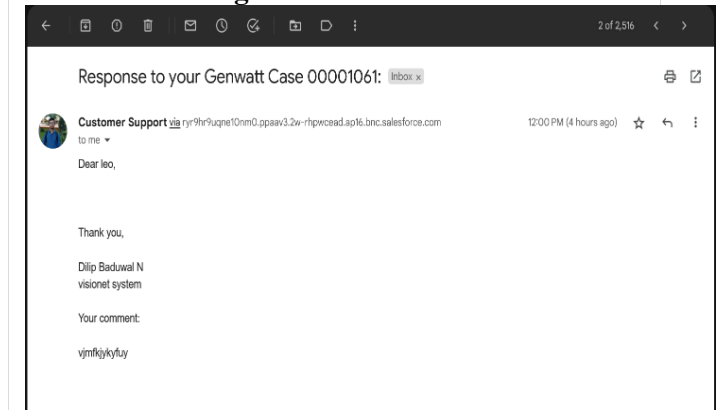 2 of 2,516
Response to your Genwatt Case 00001061: Inbox x
Customer Support via ryr9hr9uqne10nm0.ppaav3.2w-rhpwcead.ap16.bnc.salesforce.com 12:00 PM (4 hours ago)
to me
Dear leo,
Thank you,
Dilip Baduwal N
visionet system
Your comment:
vjmfkjykyfuy